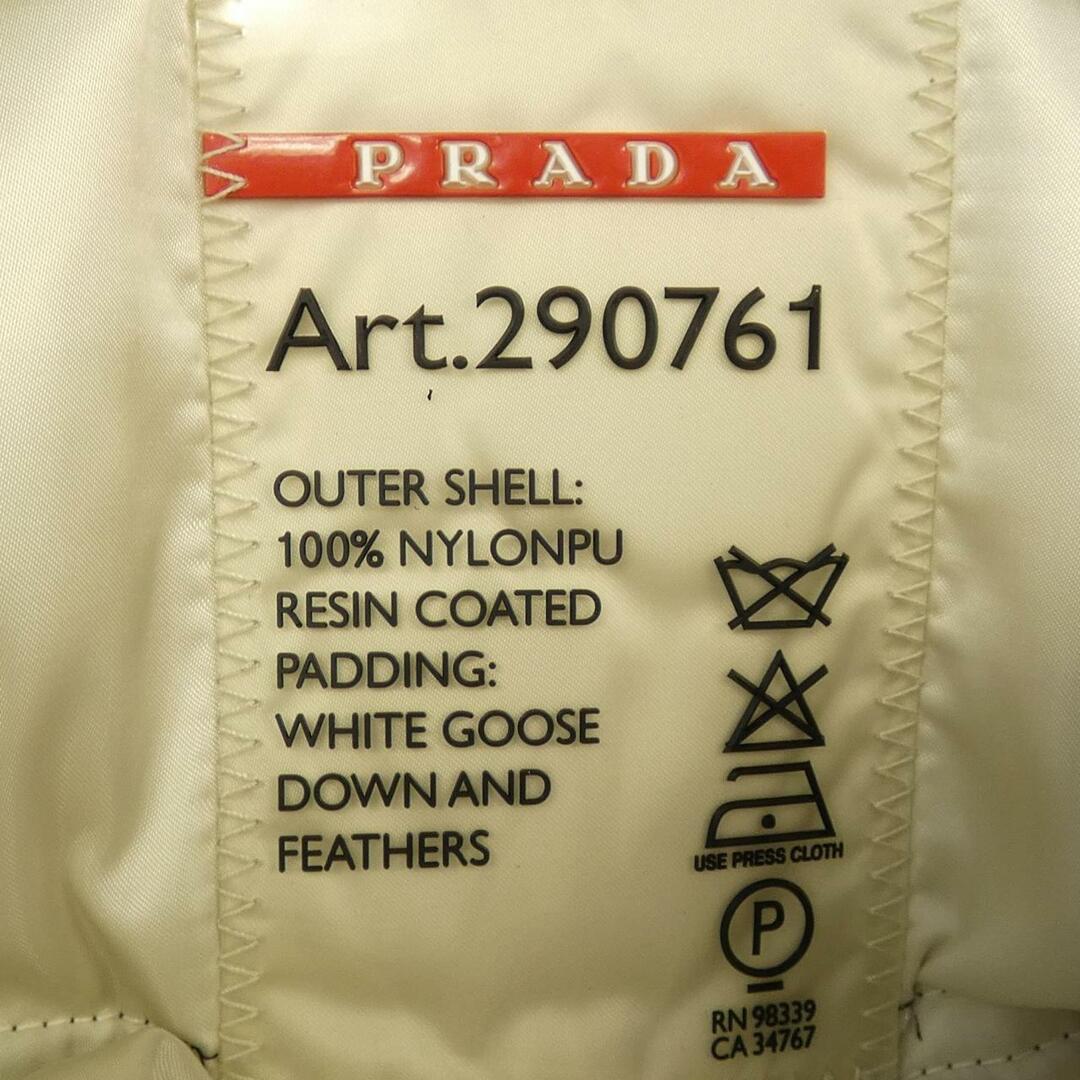 PRADA
Art.290761
OUTER SHELL:
100% NYLONPU
RESIN COATED
PADDING:
WHITE GOOSE
DOWN AND
FEATHERS
USE PRESS CLOTH
P
RN 98339
CA 34767